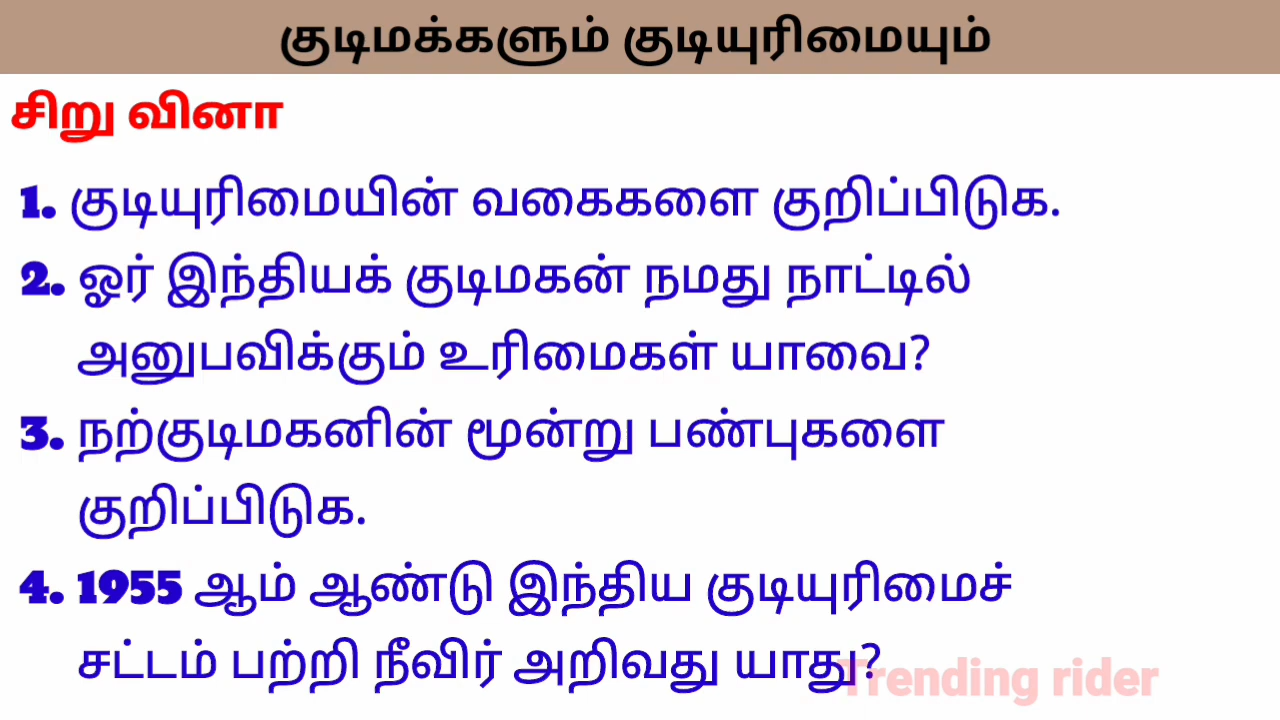 குடிமக்களும் குடியுரிமையும்
சிறு வினா
1. குடியுரிமையின் வகைகளை குறிப்பிடுக.
2. ஓர் இந்தியக் குடிமகன் நமது நாட்டில்
அனுபவிக்கும் உரிமைகள் யாவை?
3. நற்குடிமகனின் மூன்று பண்புகளை
குறிப்பிடுக.
4. 1955 ஆம் ஆண்டு இந்திய குடியுரிமைச்
சட்டம் பற்றி நீவிர் அறிவது யாது?
Trending rider